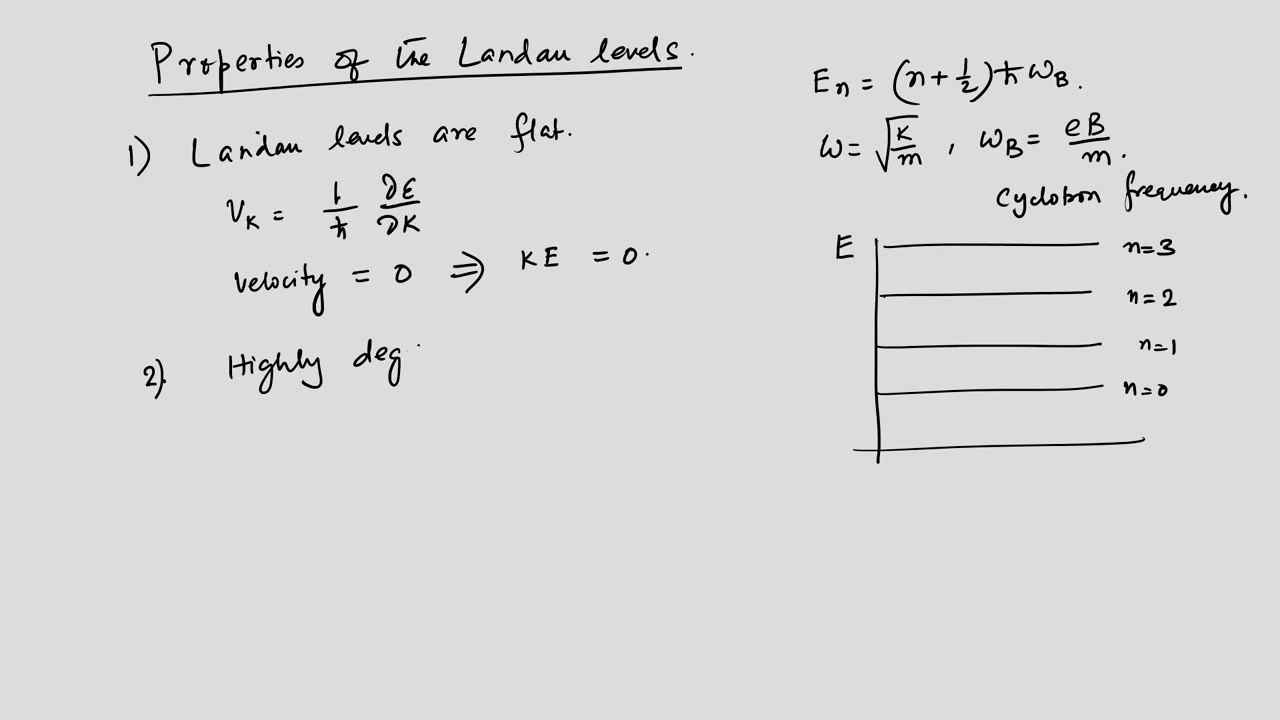 Properties of the Landau levels.
1) Landau levels are flat.
V_K = 1/ħ ∂E/∂K
velocity = 0 ⇒ KE = 0.
2). Highly deg
E_n = (n + 1/2) ħ ω_B.
ω = √(K/m) , ω_B = eB/m.
Cyclotron frequency.
E
n=3
n=2
n=1
n=0